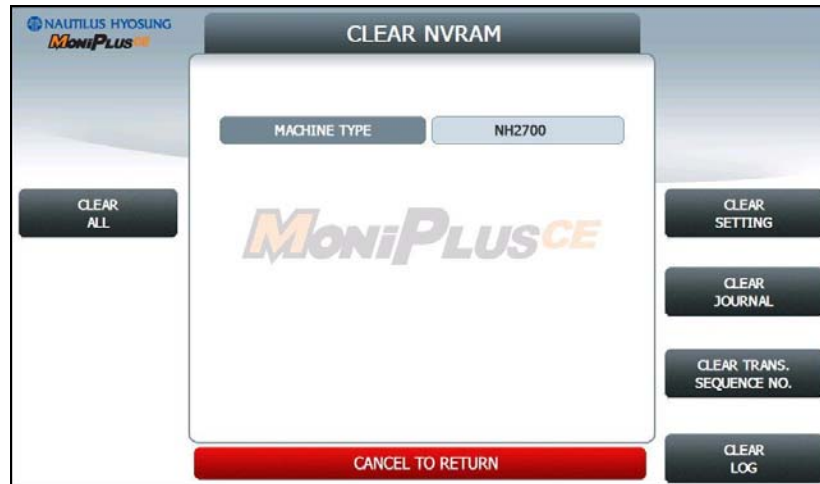 NAUTILUS HYOSUNG
MoniPlusCE
CLEAR NVRAM
MACHINE TYPE
NH2700
CLEAR
ALL
MoniPlusCE
CLEAR
SETTING
CLEAR
JOURNAL
CLEAR TRANS.
SEQUENCE NO.
CLEAR
LOG
CANCEL TO RETURN